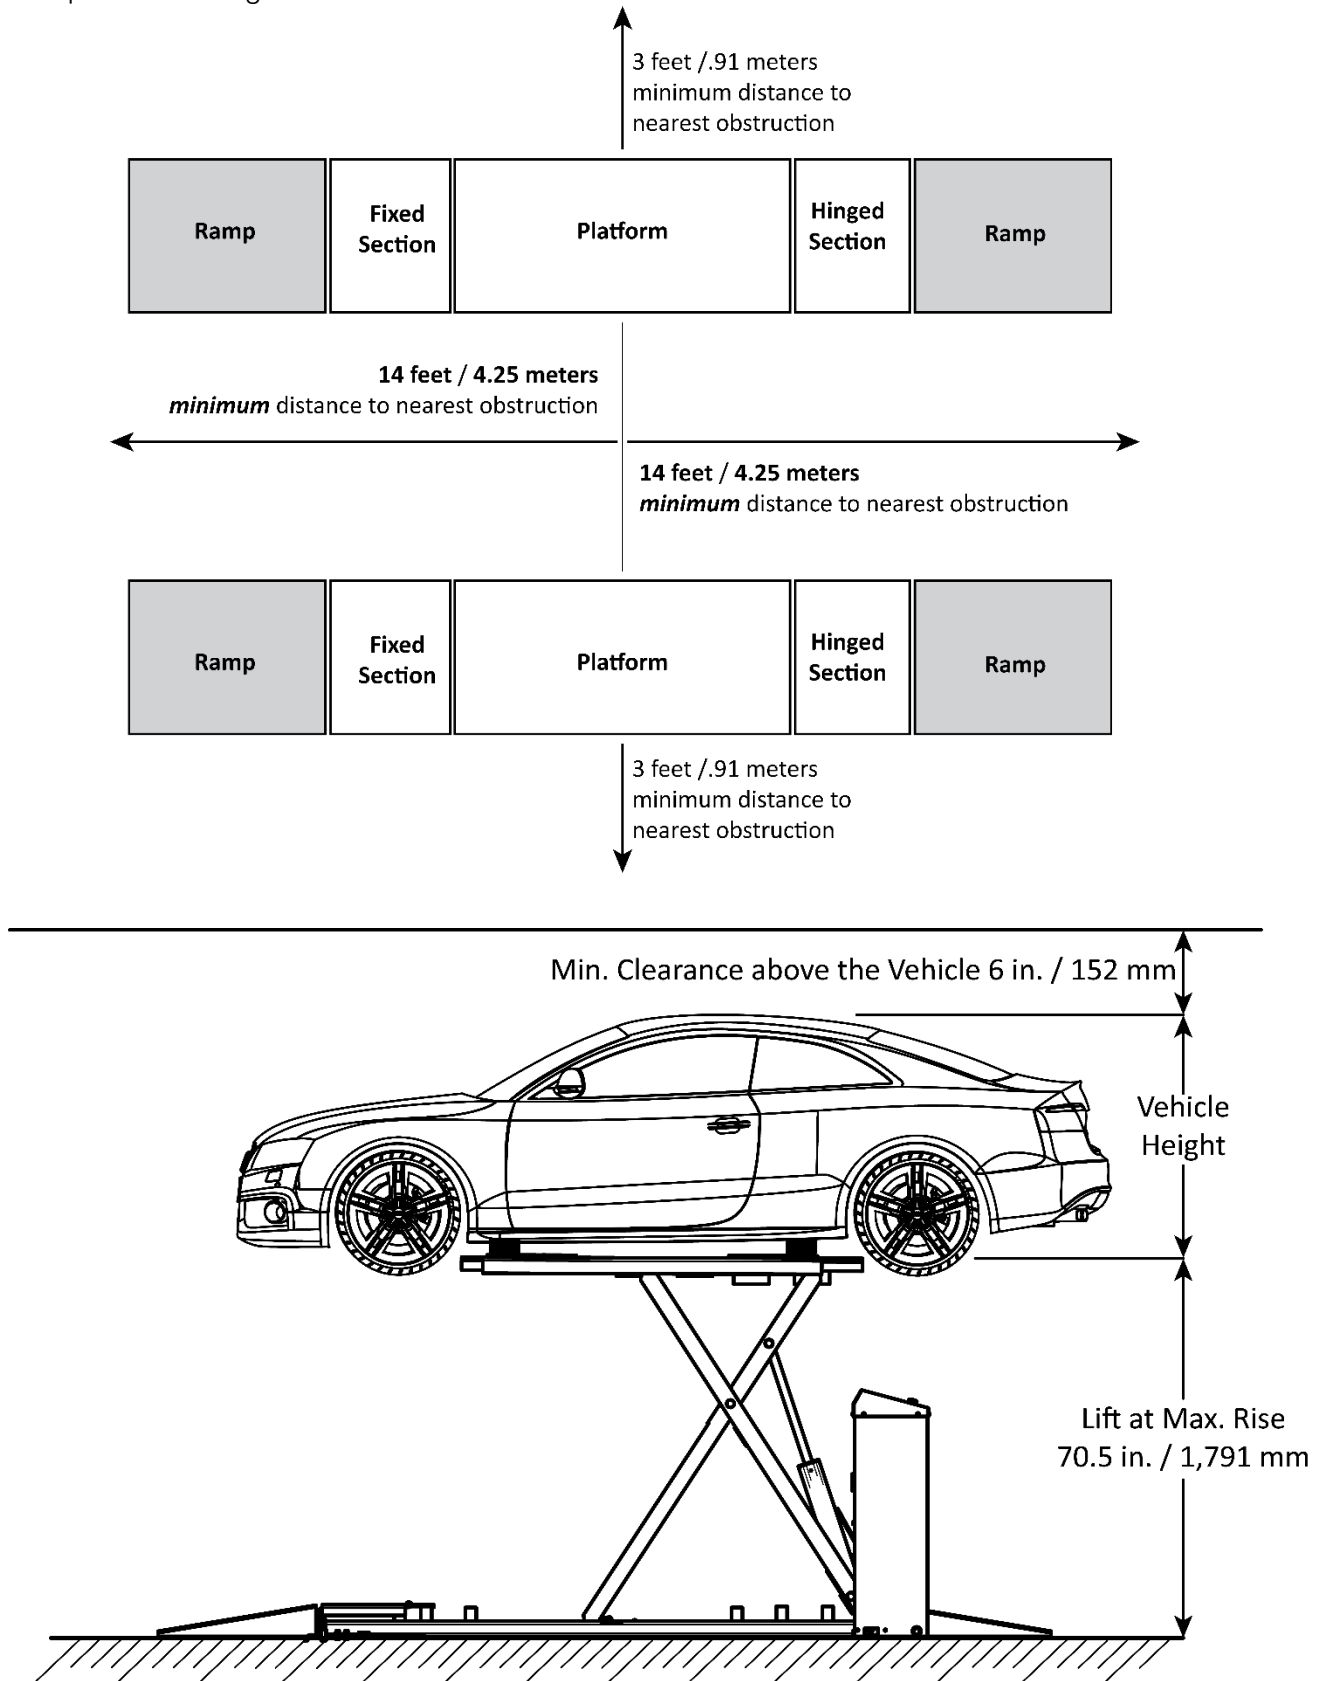 3 feet /.91 meters
minimum distance to
nearest obstruction
Ramp
Fixed
Section
Platform
Hinged
Section
Ramp
14 feet / 4.25 meters
minimum distance to nearest obstruction
14 feet / 4.25 meters
minimum distance to nearest obstruction
Ramp
Fixed
Section
Platform
Hinged
Section
Ramp
3 feet /.91 meters
minimum distance to
nearest obstruction
Min. Clearance above the Vehicle 6 in. / 152 mm
Vehicle
Height
Lift at Max. Rise
70.5 in. / 1,791 mm